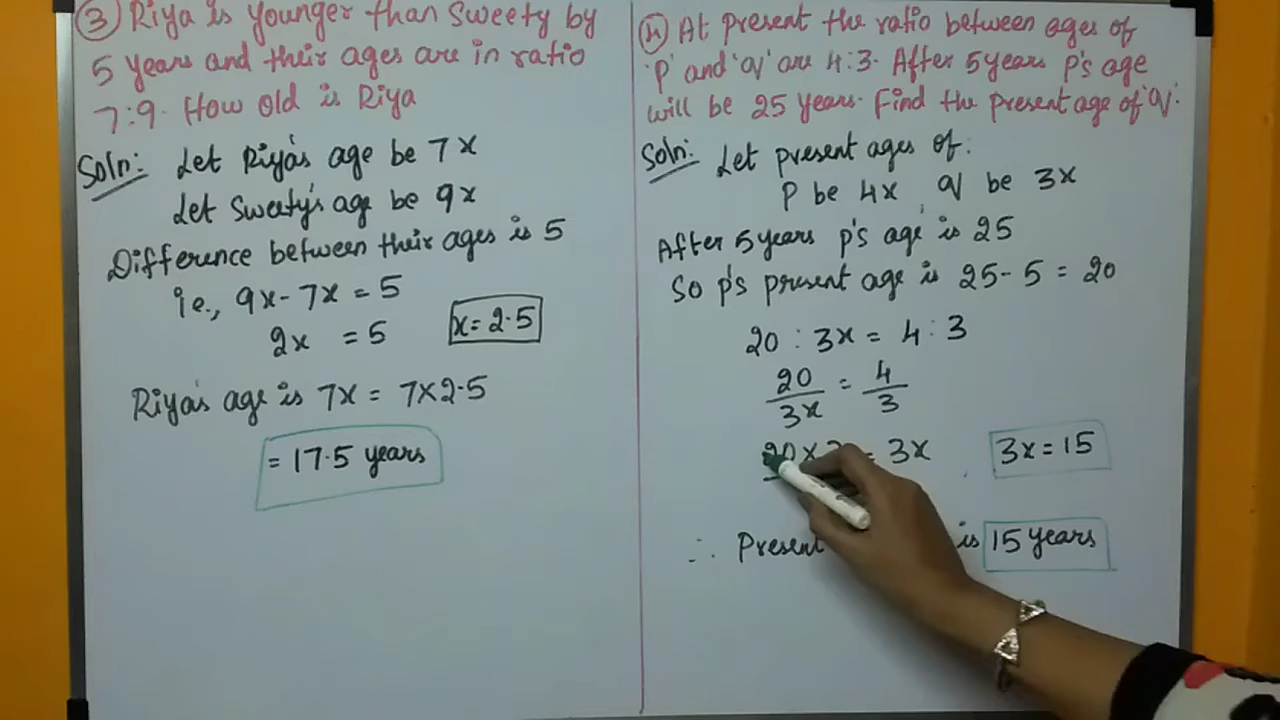 ③ Riya is younger than Sweety by
5 years and their ages are in ratio
7:9. How Old is Riya
Soln: Let Riya's age be 7x
Let Sweety's age be 9x
Difference between their ages is 5
i.e., 9x - 7x = 5
2x = 5
x = 2.5
Riya's age is 7x = 7×2.5
= 17.5 years
④ At present the ratio between ages of
'P' and 'q' are 4:3. After 5 years P's age
will be 25 years. Find the present age of 'q'.
Soln: Let present ages of:
P be 4x, q be 3x
After 5 years P's age is 25
So P's present age is 25 - 5 = 20
20 : 3x = 4 : 3
20/3x = 4/3
20 × = 3x
3x = 15
∴ Present is 15 years